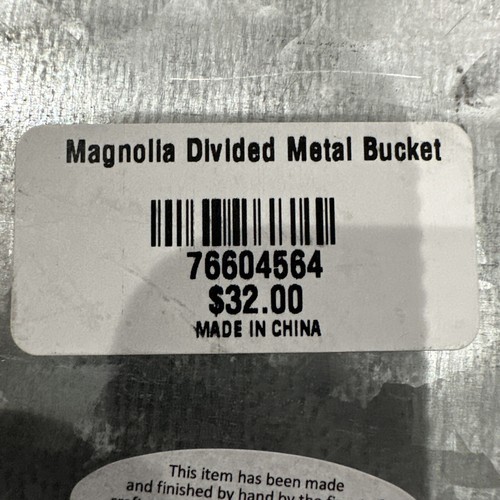 Magnolia Divided Metal Bucket
76604564
$32.00
MADE IN CHINA
This item has been made
and finished by hand by the